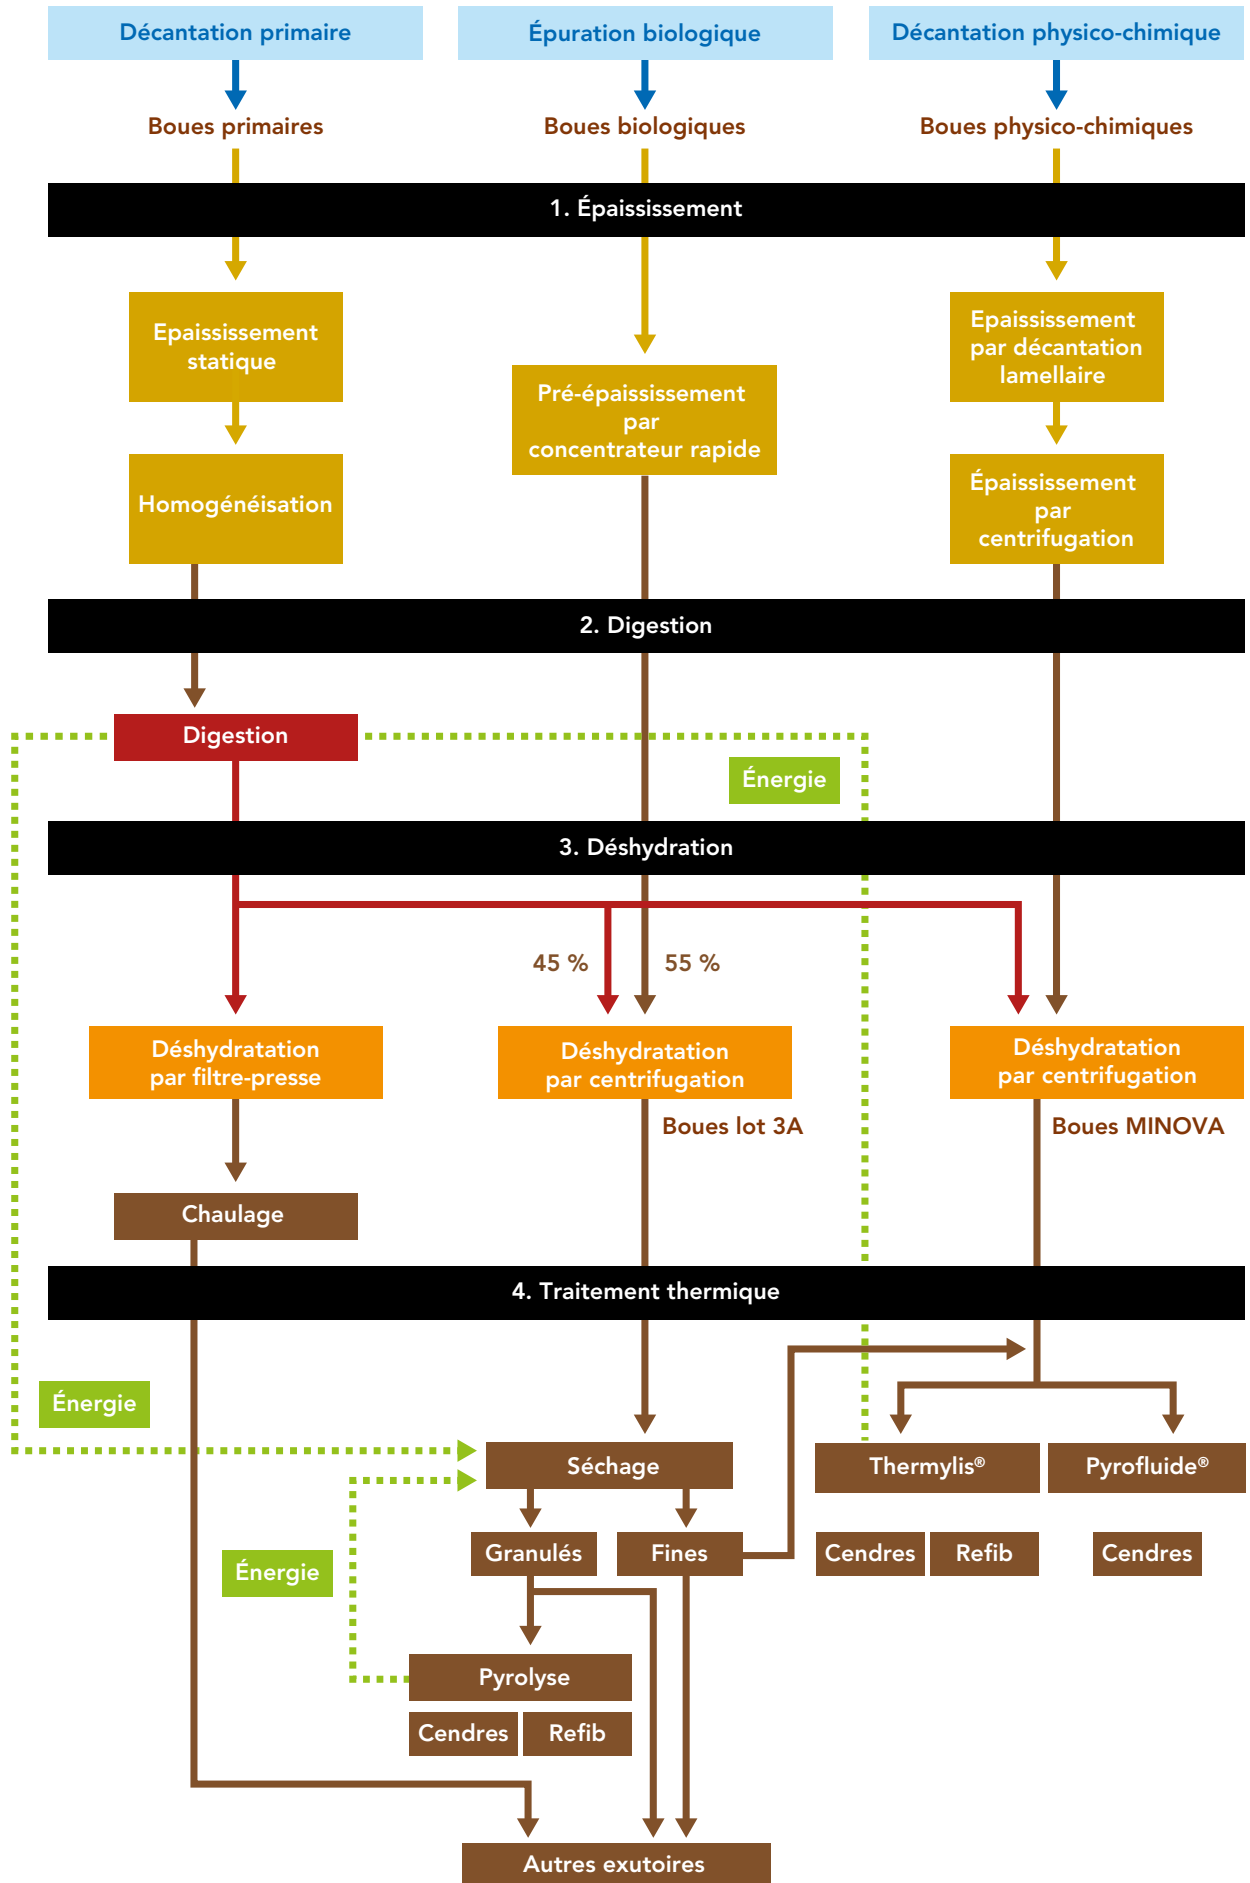 Décantation primaire
Épuration biologique
Décantation physico-chimique
Boues primaires
Boues biologiques
Boues physico-chimiques
1. Épaississement
Epaississement
statique
Pré-épaississement
par
concentrateur rapide
Epaississement
par décantation
lamellaire
Homogénéisation
Épaississement
par
centrifugation
2. Digestion
Digestion
Énergie
3. Déshydration
45 %
55 %
Déshydratation
par filtre-presse
Déshydratation
par centrifugation
Déshydratation
par centrifugation
Boues lot 3A
Boues MINOVA
Chaulage
4. Traitement thermique
Énergie
Séchage
Thermylis®
Pyrofluide®
Granulés
Fines
Cendres
Refib
Cendres
Énergie
Pyrolyse
Cendres
Refib
Autres exutoires